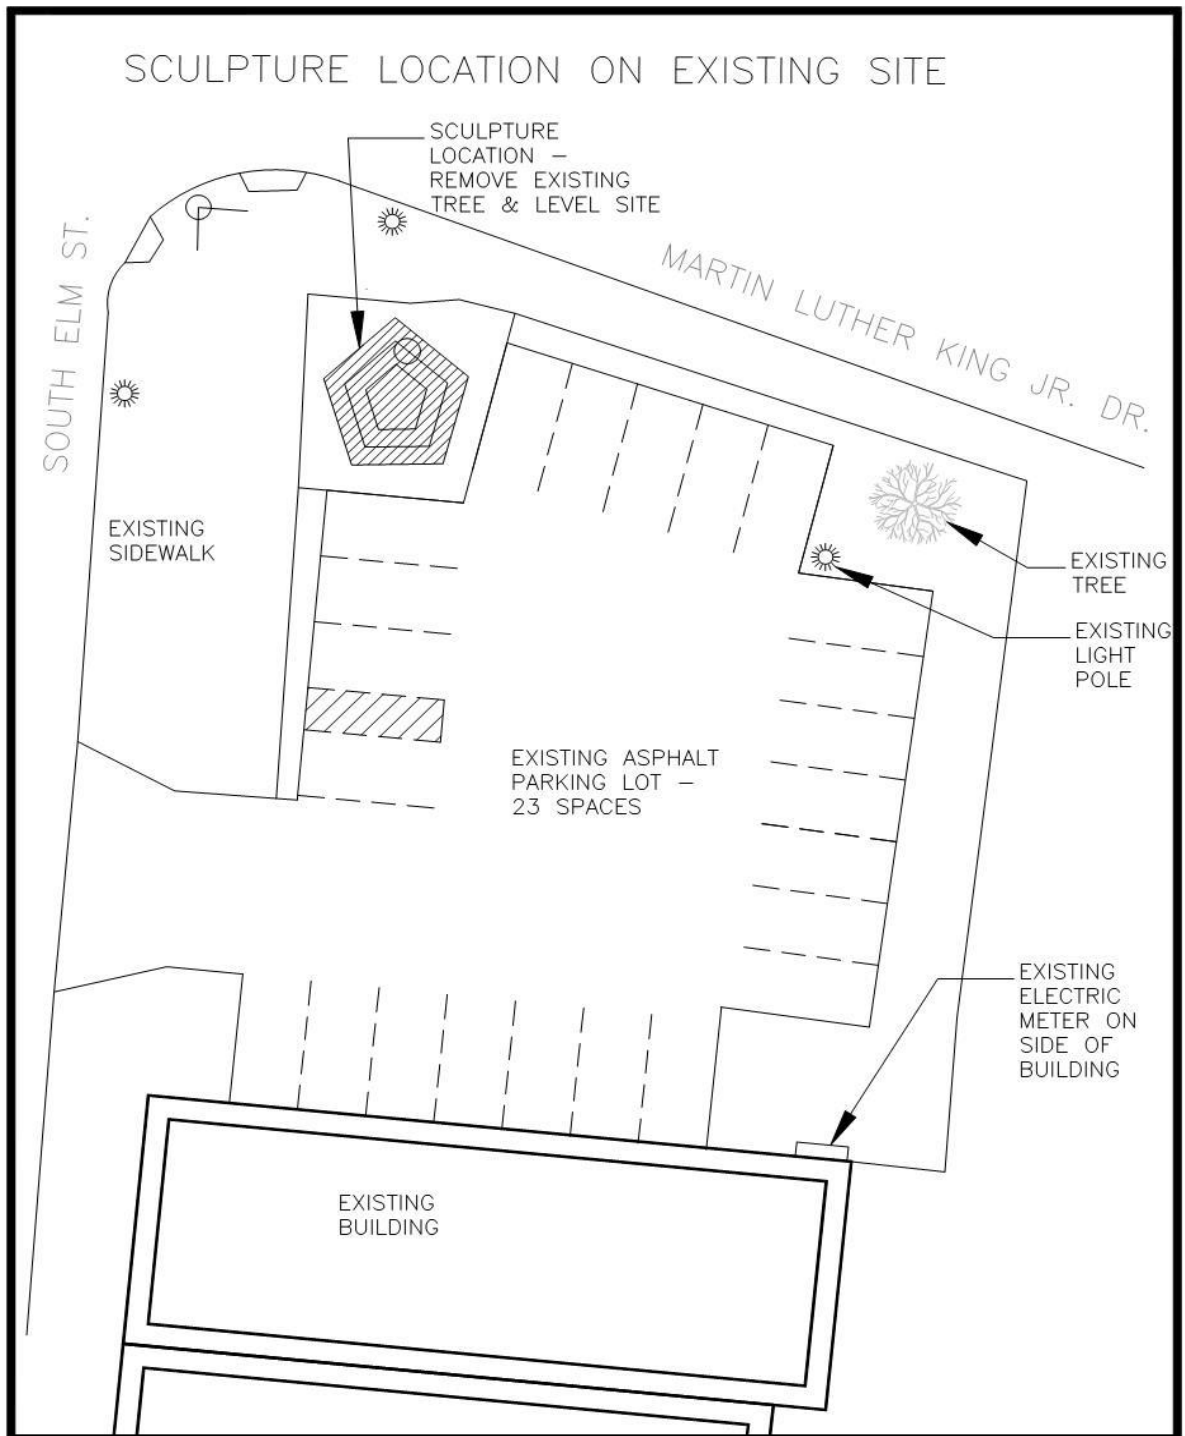 SCULPTURE LOCATION ON EXISTING SITE
SCULPTURE
LOCATION –
REMOVE EXISTING
TREE & LEVEL SITE
SOUTH ELM ST.
MARTIN LUTHER KING JR. DR.
EXISTING
SIDEWALK
EXISTING
TREE
EXISTING
LIGHT
POLE
EXISTING ASPHALT
PARKING LOT –
23 SPACES
EXISTING
ELECTRIC
METER ON
SIDE OF
BUILDING
EXISTING
BUILDING